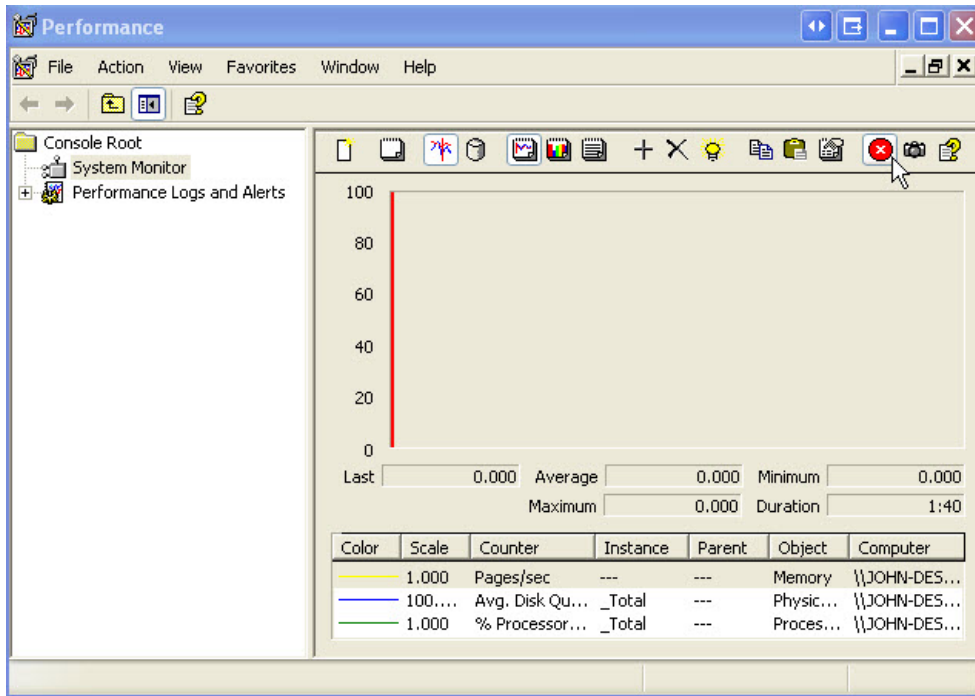 Performance
File Action View Favorites Window Help
Console Root
System Monitor
Performance Logs and Alerts
100
80
60
40
20
0
Last 0.000 Average 0.000 Minimum 0.000
Maximum 0.000 Duration 1:40
Color Scale Counter Instance Parent Object Computer
1.000 Pages/sec --- --- Memory \\JOHN-DES...
100.... Avg. Disk Qu... _Total --- Physic... \\JOHN-DES...
1.000 % Processor... _Total --- Proces... \\JOHN-DES...